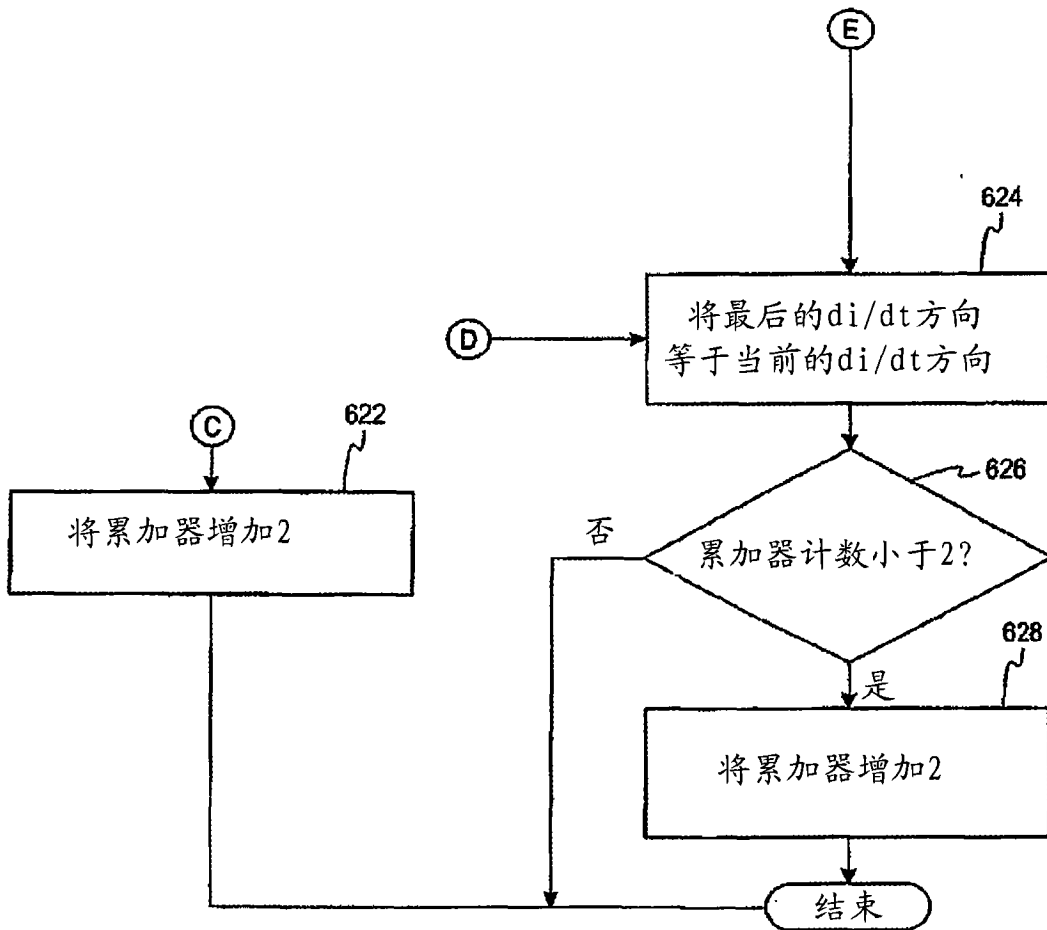 E
624
将最后的di/dt方向
等于当前的di/dt方向
D
C
622
将累加器增加2
626
否
累加器计数小于2?
628
是
将累加器增加2
结束